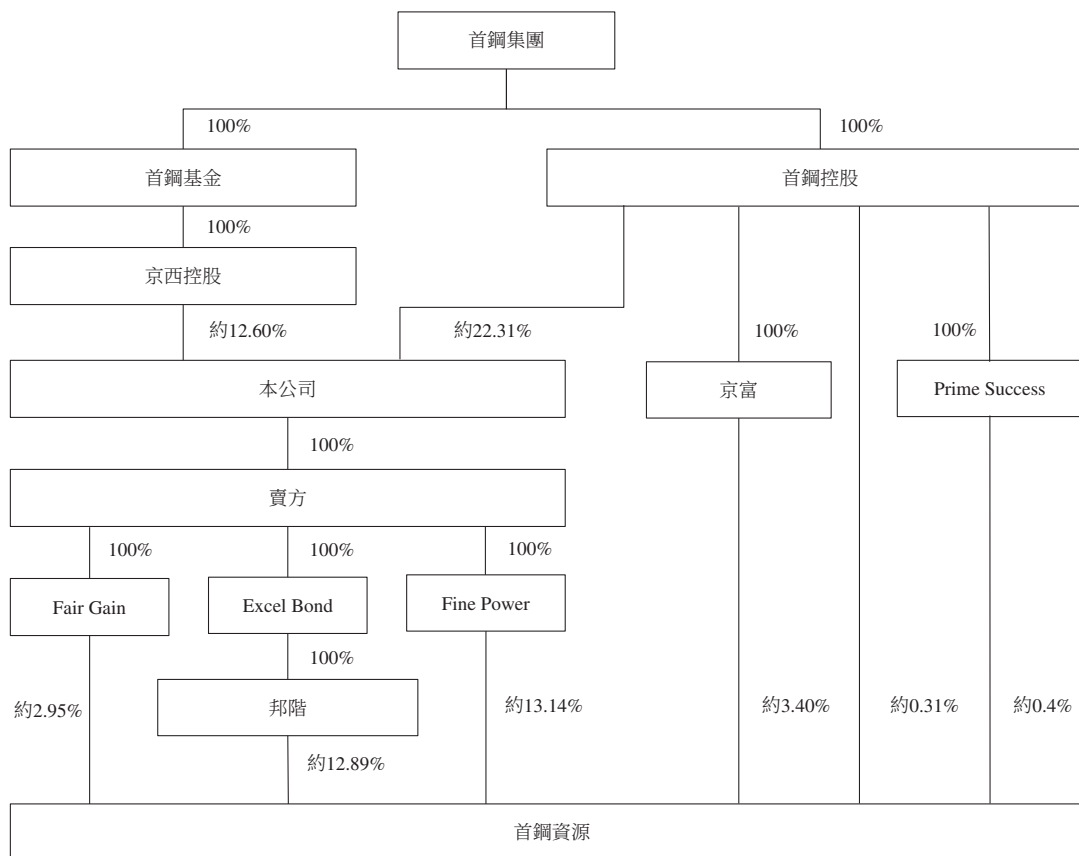 首鋼集團
100%
100%
首鋼基金
首鋼控股
100%
京西控股
約12.60%
約22.31%
100%
100%
本公司
京富
Prime Success
100%
賣方
100%
100%
100%
Fair Gain
Excel Bond
Fine Power
100%
約2.95%
邦階
約13.14%
約3.40%
約0.31%
約0.4%
約12.89%
首鋼資源